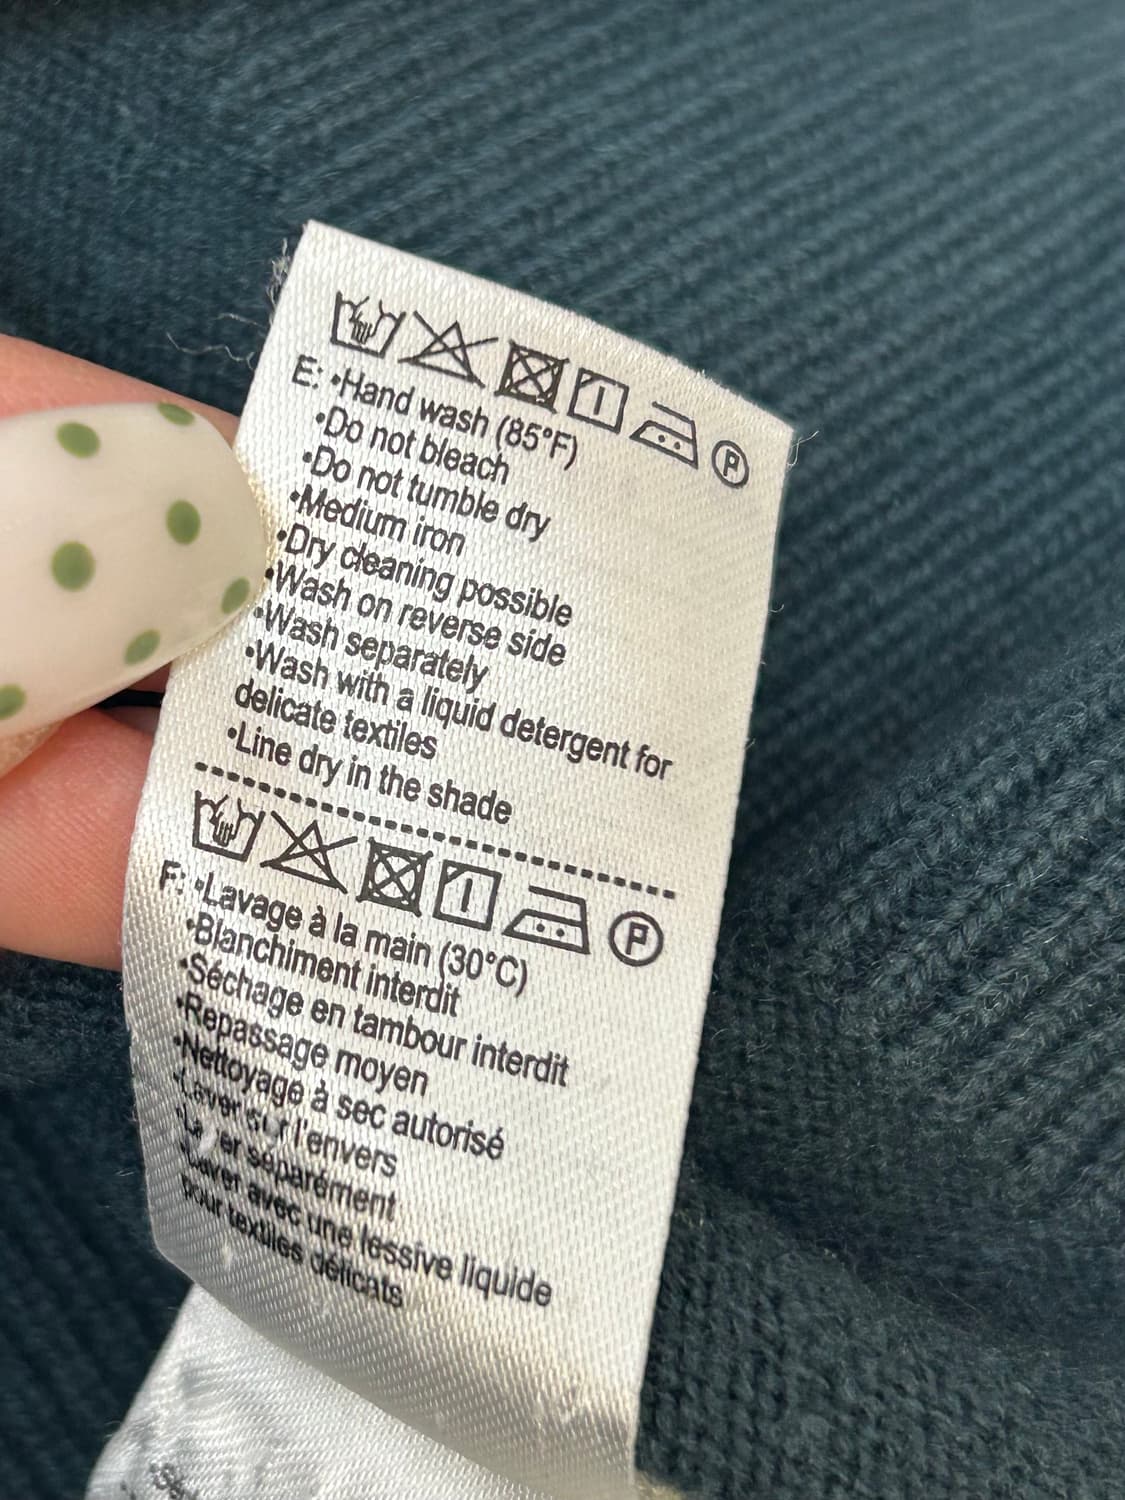 E: •Hand wash (85°F)
•Do not bleach
•Do not tumble dry
•Medium iron
•Dry cleaning possible
•Wash on reverse side
•Wash separately
•Wash with a liquid detergent for
delicate textiles
•Line dry in the shade
P
F: •Lavage à la main (30°C)
•Blanchiment interdit
•Séchage en tambour interdit
•Repassage moyen
•Nettoyage à sec autorisé
•Laver sur l'envers
•Laver séparément
•Laver avec une lessive liquide
pour textiles délicats
P